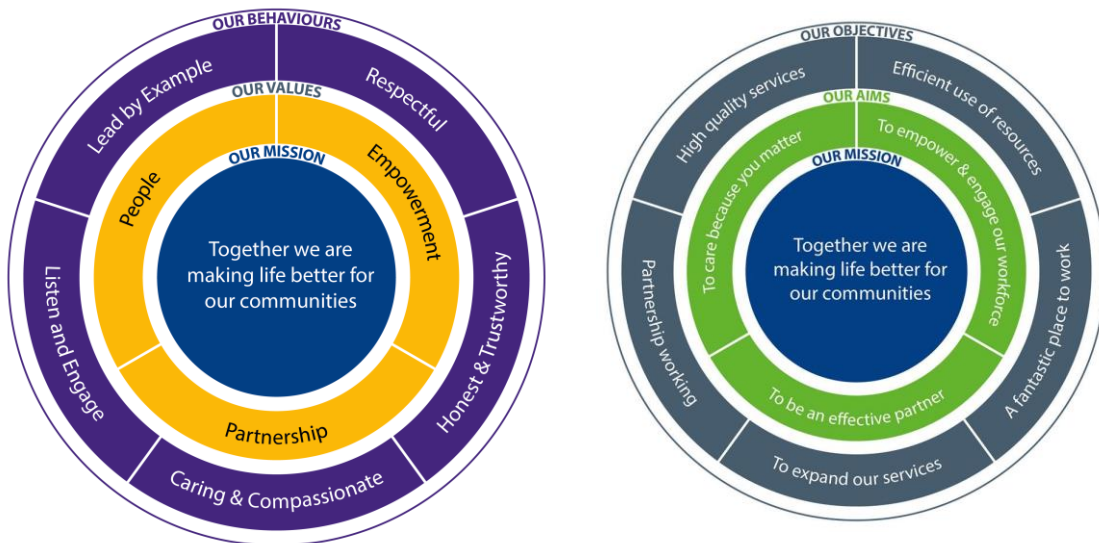 OUR BEHAVIOURS
Lead by Example
Respectful
Honest & Trustworthy
Caring & Compassionate
Listen and Engage
OUR VALUES
People
Empowerment
Partnership
OUR MISSION
Together we are
making life better for
our communities
OUR OBJECTIVES
High quality services
Efficient use of resources
A fantastic place to work
To expand our services
Partnership working
OUR AIMS
To care because you matter
To empower & engage our workforce
To be an effective partner
OUR MISSION
Together we are
making life better for
our communities